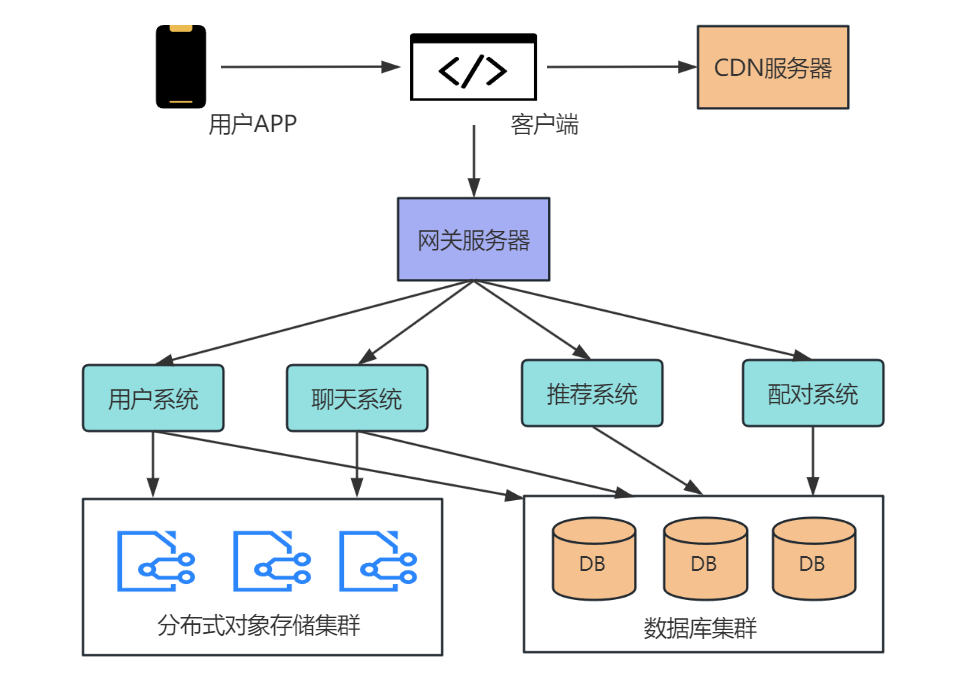 CDN服务器
用户APP
客户端
网关服务器
用户系统
聊天系统
推荐系统
配对系统
DB
DB
DB
分布式对象存储集群
数据库集群